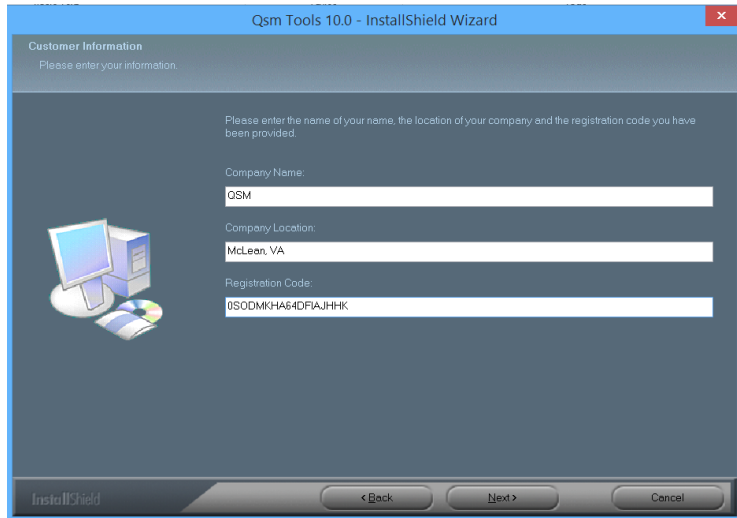 Qsm Tools 10.0 - InstallShield Wizard
Customer Information
Please enter your information.
Please enter the name of your name, the location of your company and the registration code you have
been provided.
Company Name:
QSM
Company Location:
McLean, VA
Registration Code:
0SODMKHA64DFIAJHHK
InstallShield
< Back
Next >
Cancel